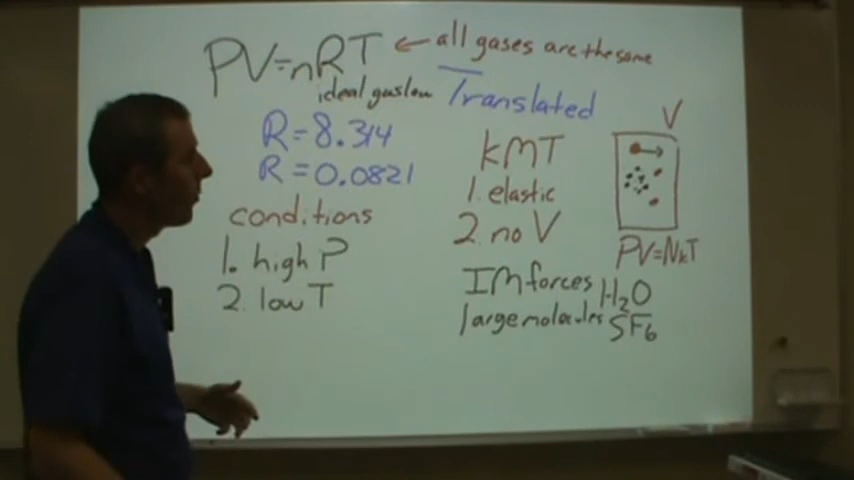 PV=nRT ← all gases are the same
ideal gas law
Translated
R=8.314
R=0.0821
conditions
1. high P
2. low T
KMT
1. elastic
2. no V
IM forces H₂O
large molecules SF₆
V
PV=NkT